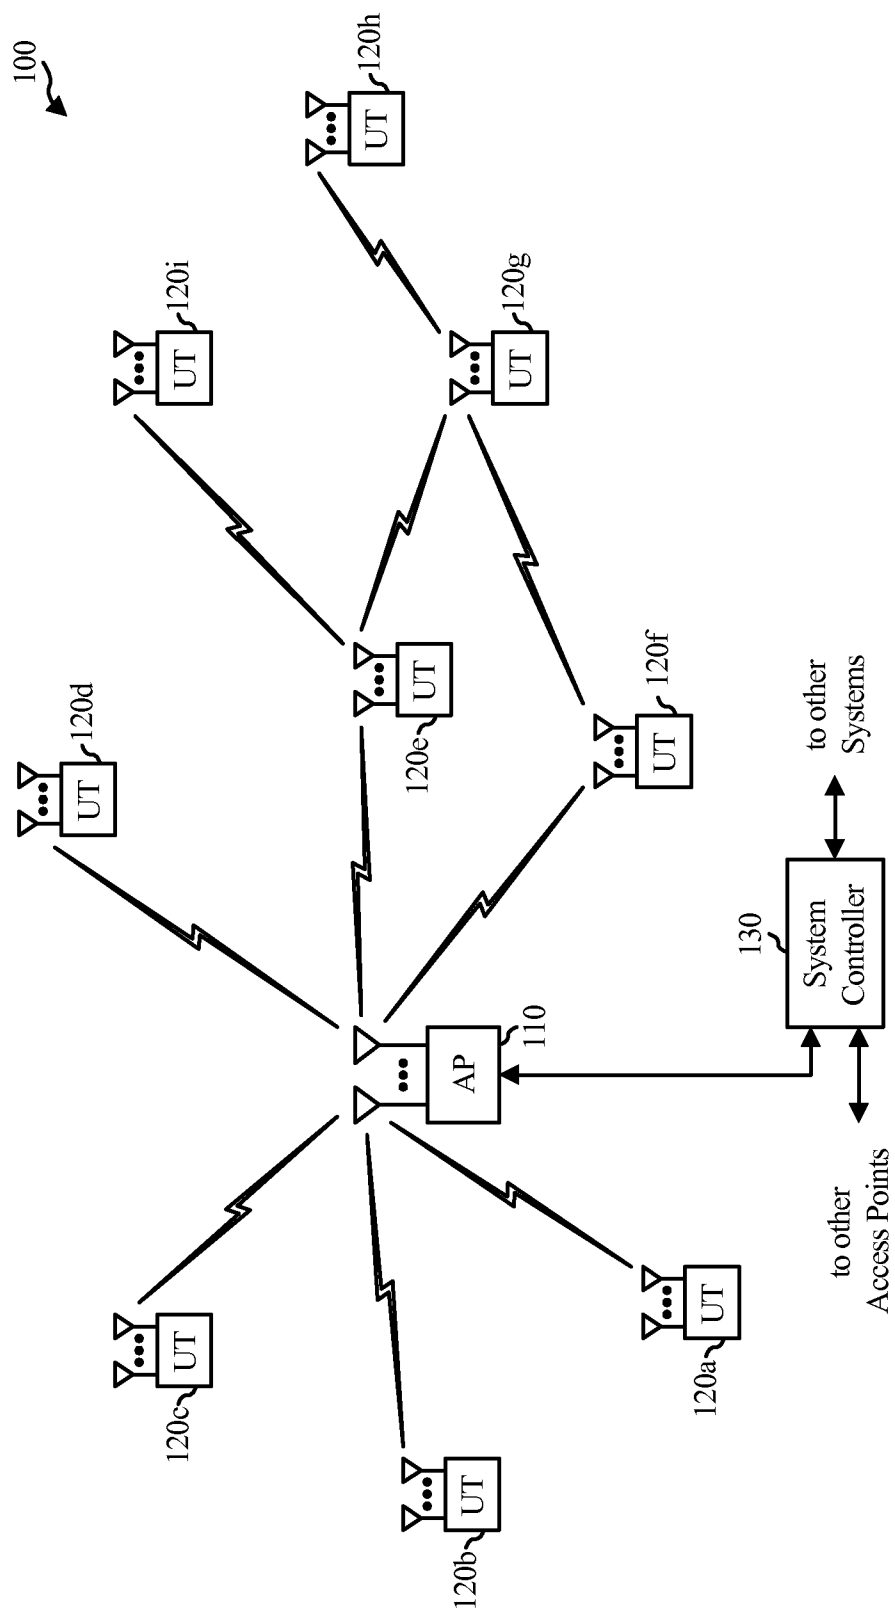 100
UT
120d
UT
120i
UT
120h
UT
120c
UT
120e
UT
120g
UT
120b
AP
110
UT
120f
UT
120a
130
System
Controller
to other
Access Points
to other
Systems